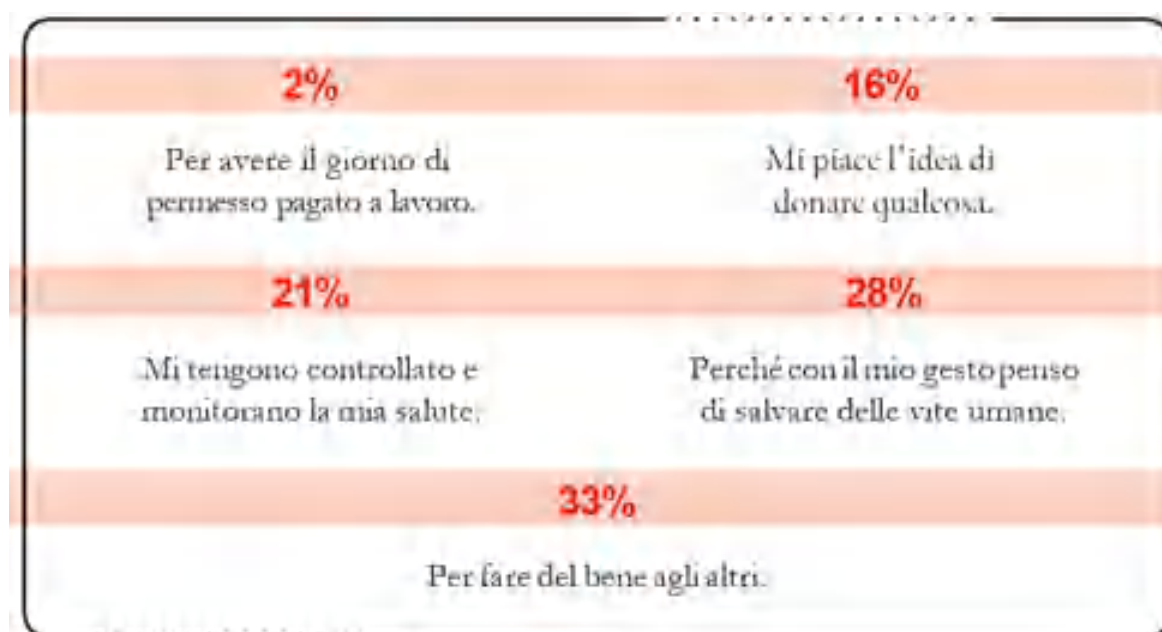 2%
16%
Per avere il giorno di
permesso pagato a lavoro.
Mi piace l'idea di
donare qualcosa.
21%
28%
Mi tengono controllato e
monitorano la mia salute.
Perché con il mio gesto penso
di salvare delle vite umane.
33%
Per fare del bene agli altri.